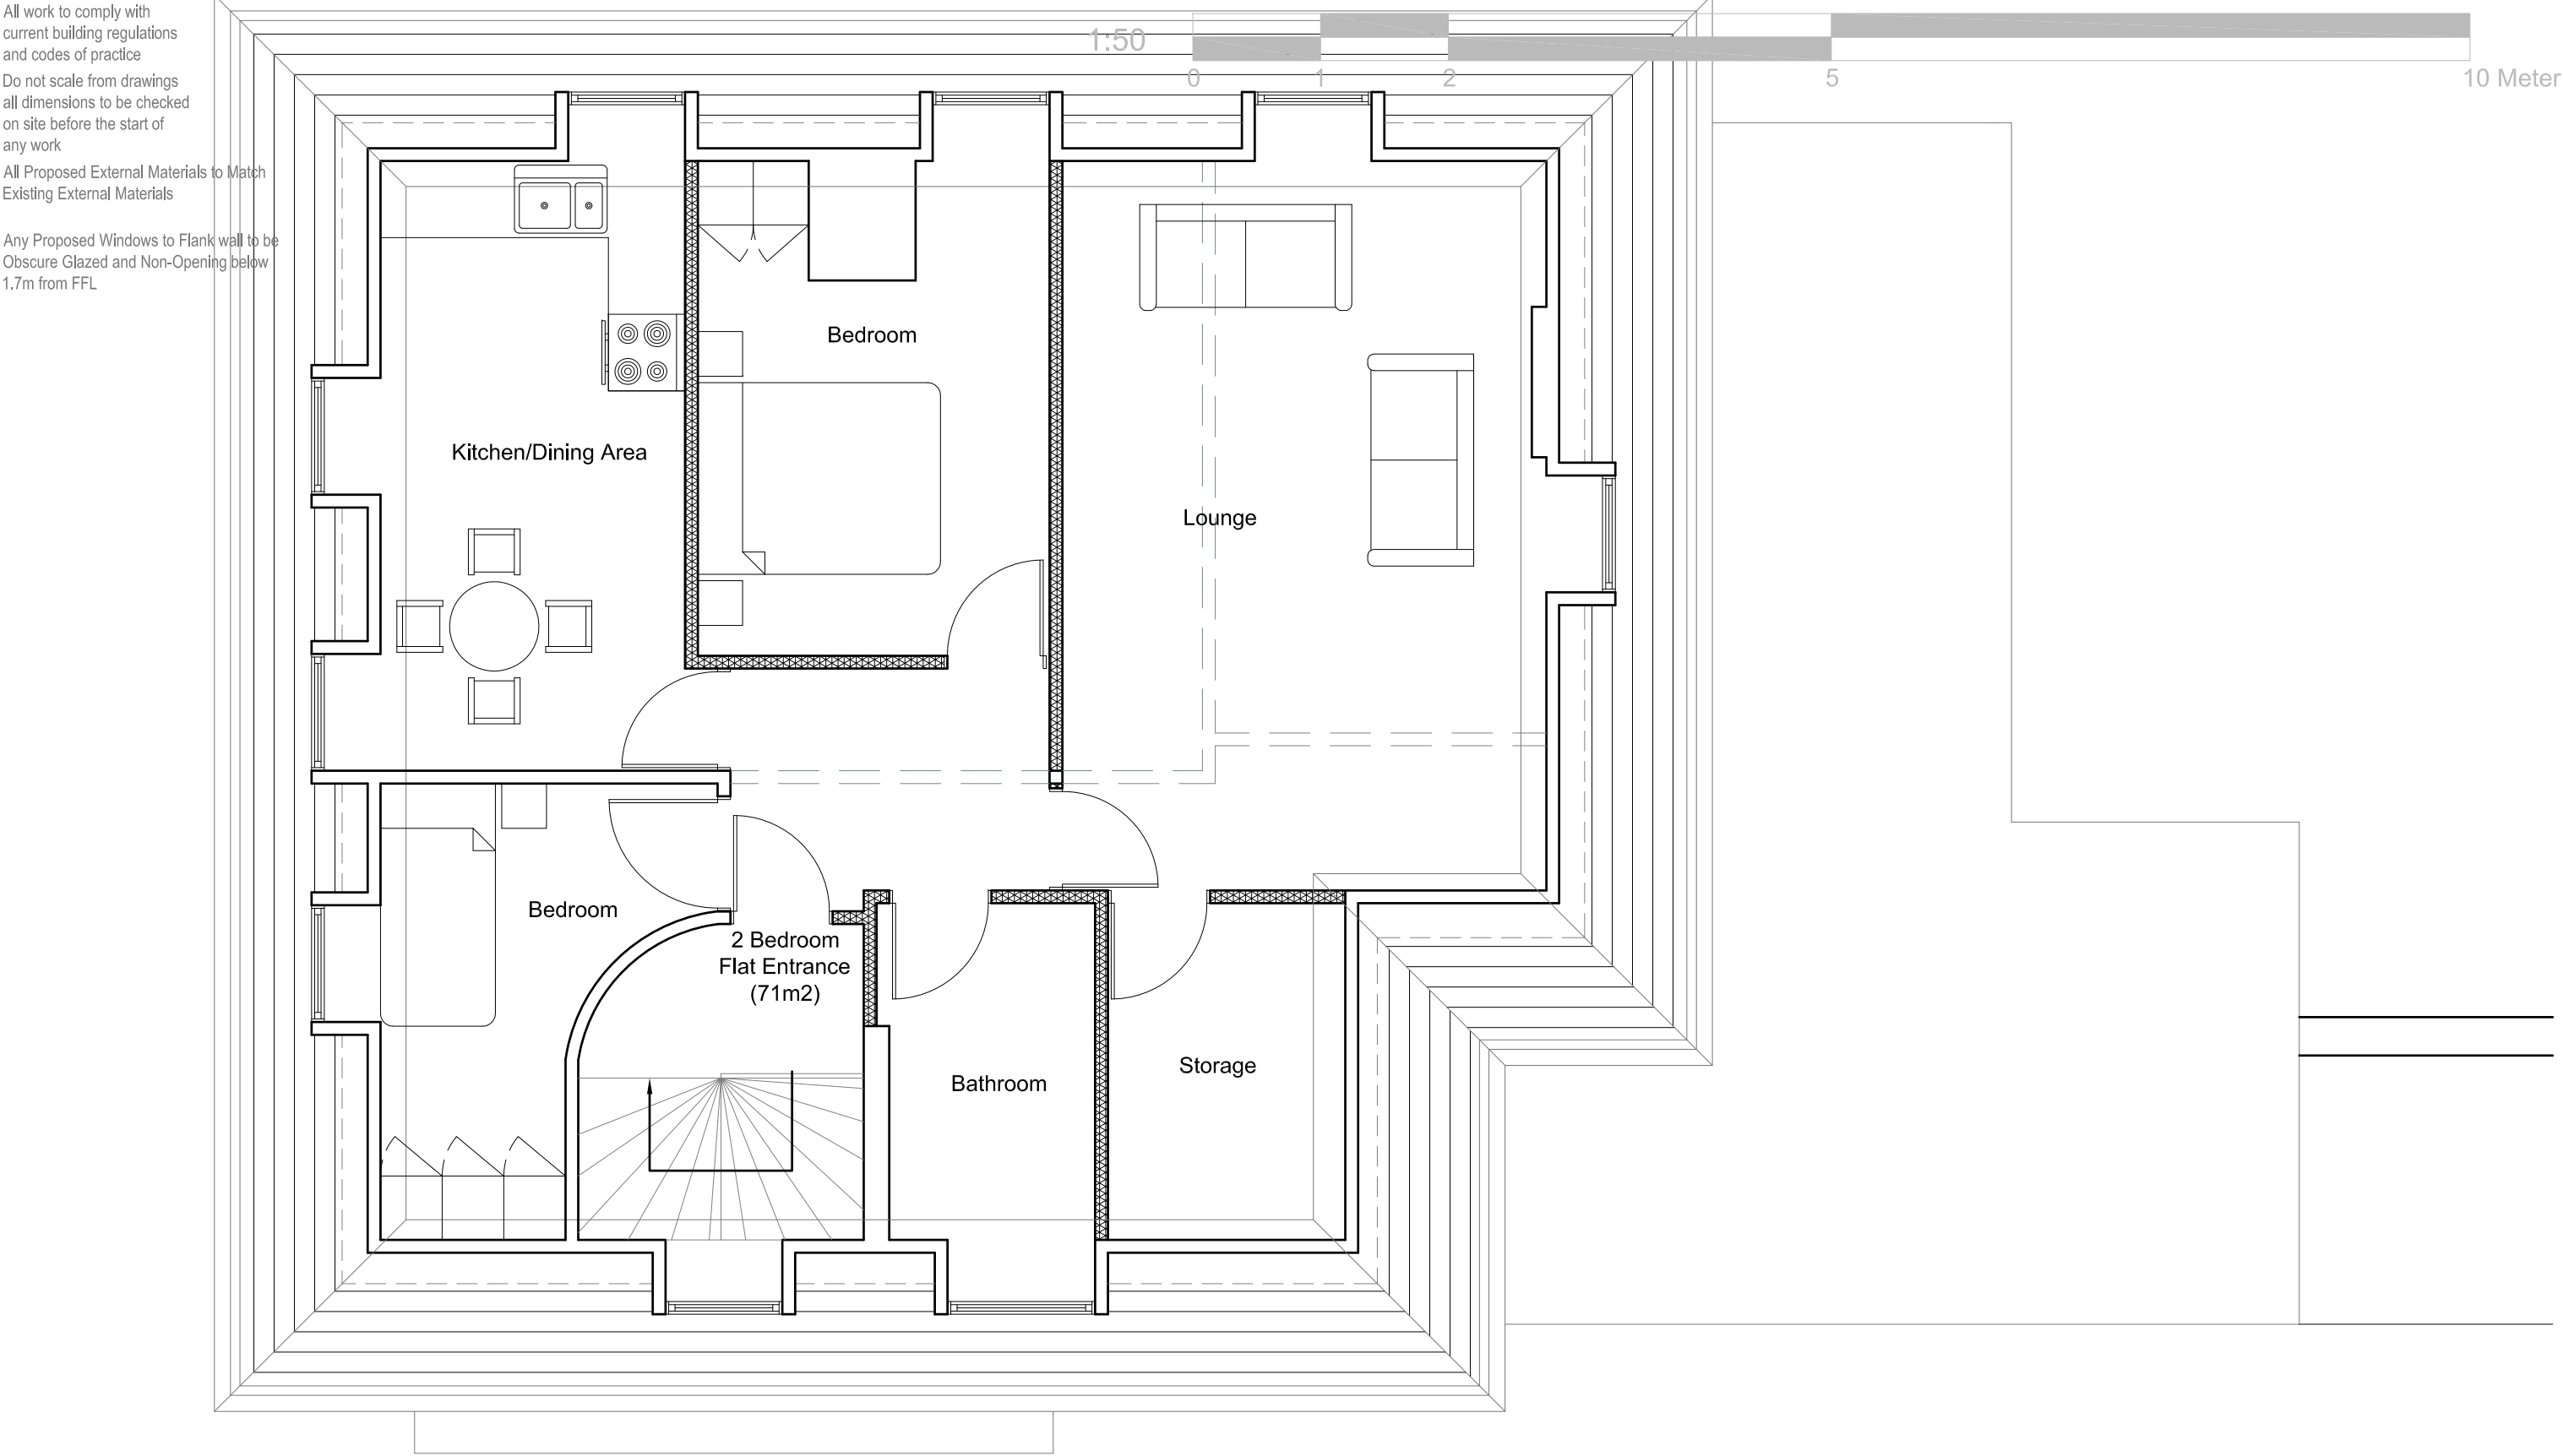 All work to comply with
current building regulations
and codes of practice
Do not scale from drawings
all dimensions to be checked
on site before the start of
any work
All Proposed External Materials to Match
Existing External Materials
Any Proposed Windows to Flank wall to be
Obscure Glazed and Non-Opening below
1.7m from FFL
1:50
0 1 2 5 10 Meter
Bedroom
Kitchen/Dining Area
Lounge
Bedroom
2 Bedroom
Flat Entrance
(71m2)
Bathroom
Storage